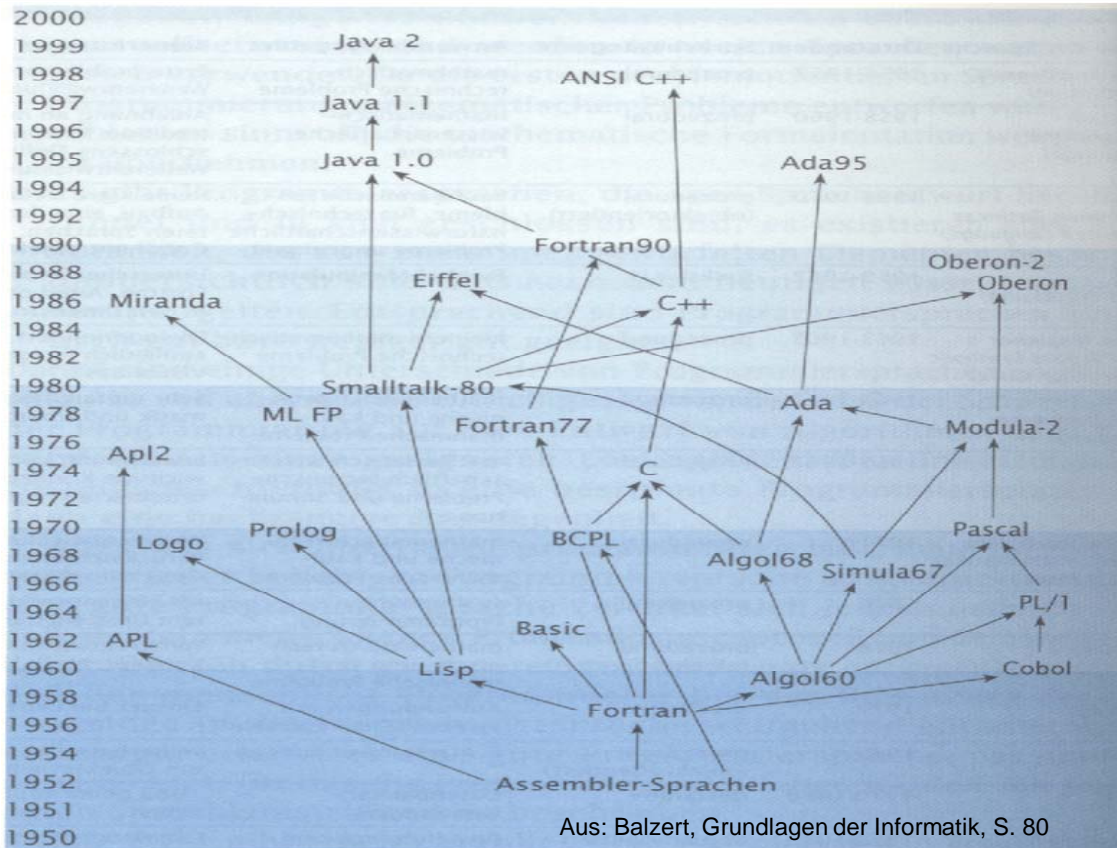 2000
1999
1998
1997
1996
1995
1994
1992
1990
1988
1986
1984
1982
1980
1978
1976
1974
1972
1970
1968
1966
1964
1962
1960
1958
1956
1954
1952
1951
1950
Java 2
ANSI C++
Java 1.1
Java 1.0
Ada95
Fortran90
Oberon-2
Eiffel
Oberon
Miranda
C++
Smalltalk-80
Ada
ML FP
Fortran77
Modula-2
Apl2
C
Prolog
Pascal
Logo
BCPL
Algol68
Simula67
PL/1
Basic
APL
Lisp
Algol60
Cobol
Fortran
Assembler-Sprachen
Aus: Balzert, Grundlagen der Informatik, S. 80